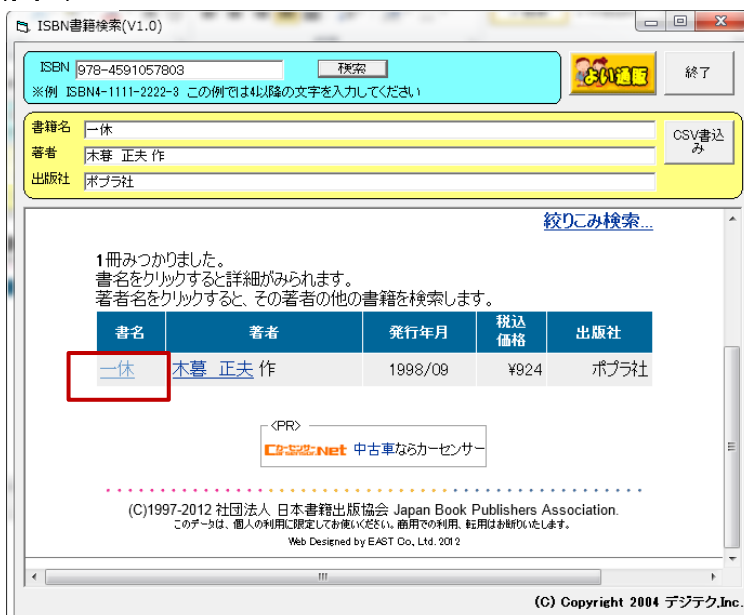 ISBN書籍検索(V1.0)
ISBN 978-4591057803 検索
※例 ISBN4-1111-2222-3 この例では4以降の文字を入力してください
よい通販
終了
書籍名 一休
著者 木暮 正夫 作
出版社 ポプラ社
CSV書込み
絞りこみ検索...
1冊みつかりました。
書名をクリックすると詳細がみられます。
著者名をクリックすると、その著者の他の書籍を検索します。
書名 著者 発行年月 税込価格 出版社
一休 木暮 正夫 作 1998/09 ¥924 ポプラ社
<PR>
カーセンサーNet 中古車ならカーセンサー
(C)1997-2012 社団法人 日本書籍出版協会 Japan Book Publishers Association.
このデータは、個人の利用に限定してお使いください。商用での利用、転用はお断りいたします。
Web Designed by EAST Co., Ltd. 2012
(C) Copyright 2004 デジテク,Inc.